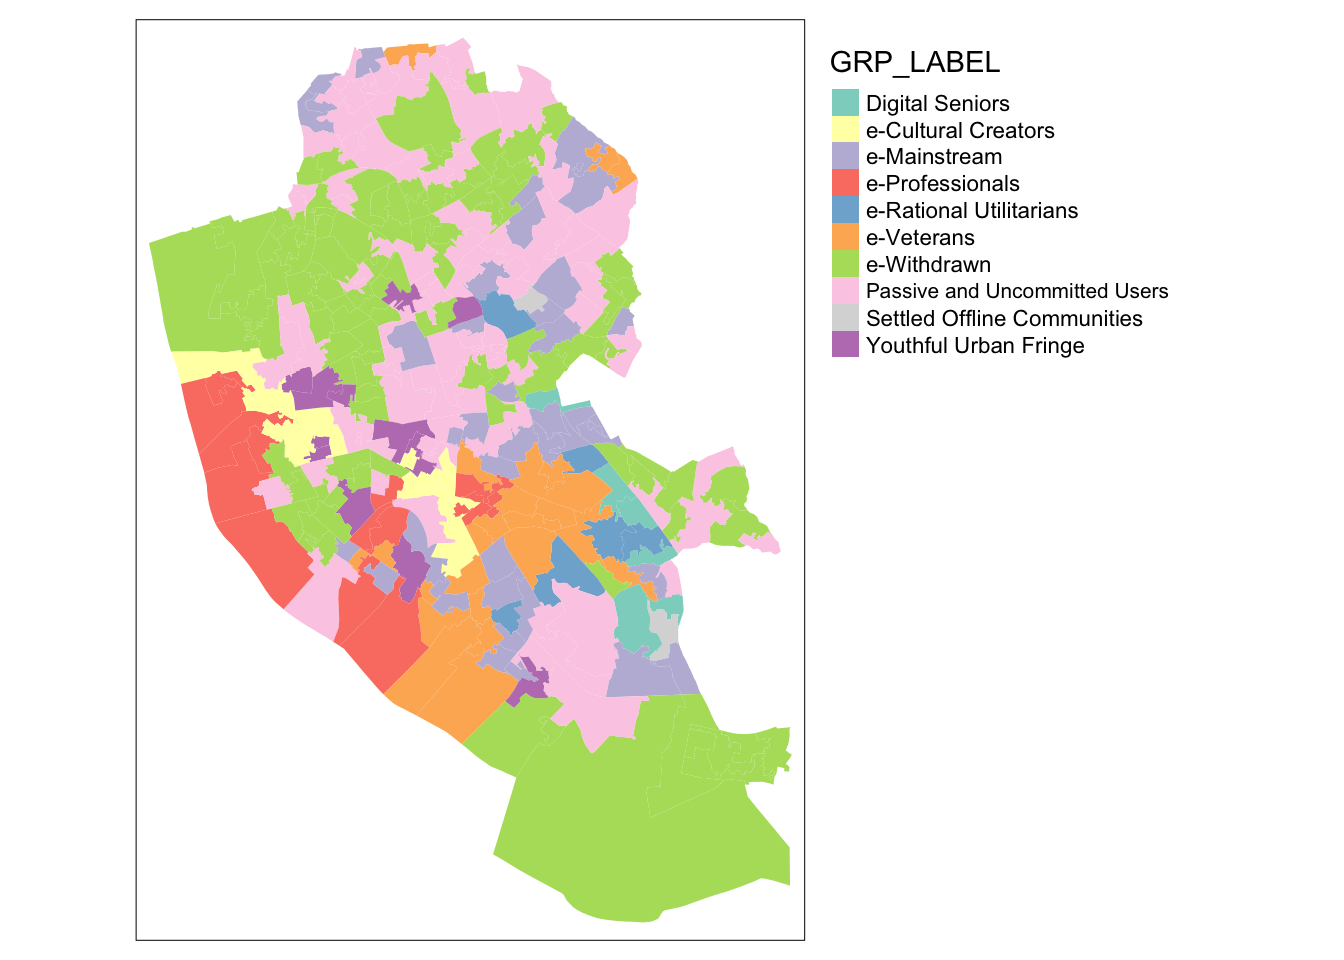 GRP_LABEL
Digital Seniors
e-Cultural Creators
e-Mainstream
e-Professionals
e-Rational Utilitarians
e-Veterans
e-Withdrawn
Passive and Uncommitted Users
Settled Offline Communities
Youthful Urban Fringe